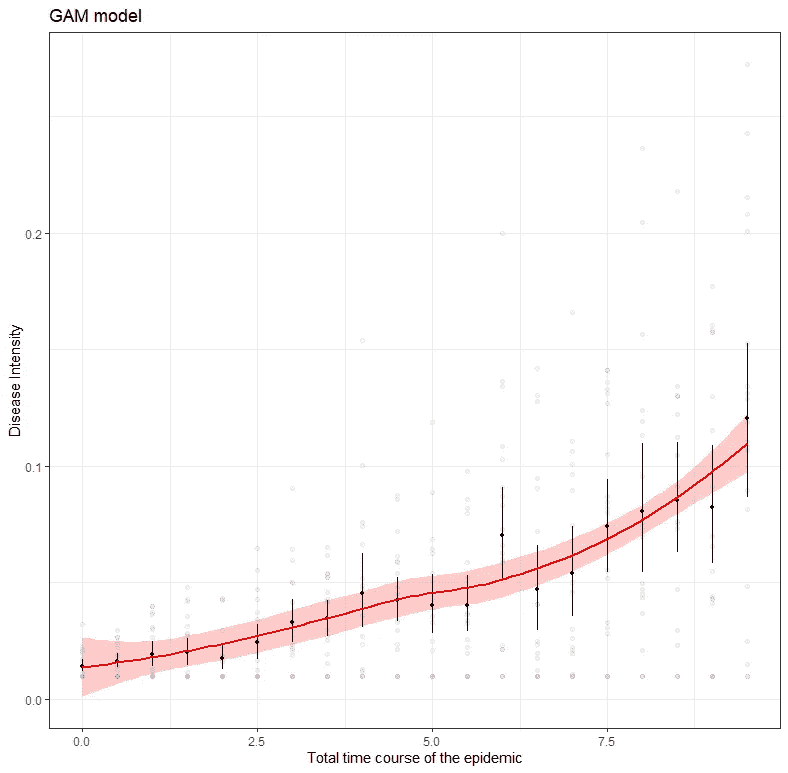 GAM model
Disease Intensity
0.2
0.1
0.0
0.0 2.5 5.0 7.5
Total time course of the epidemic